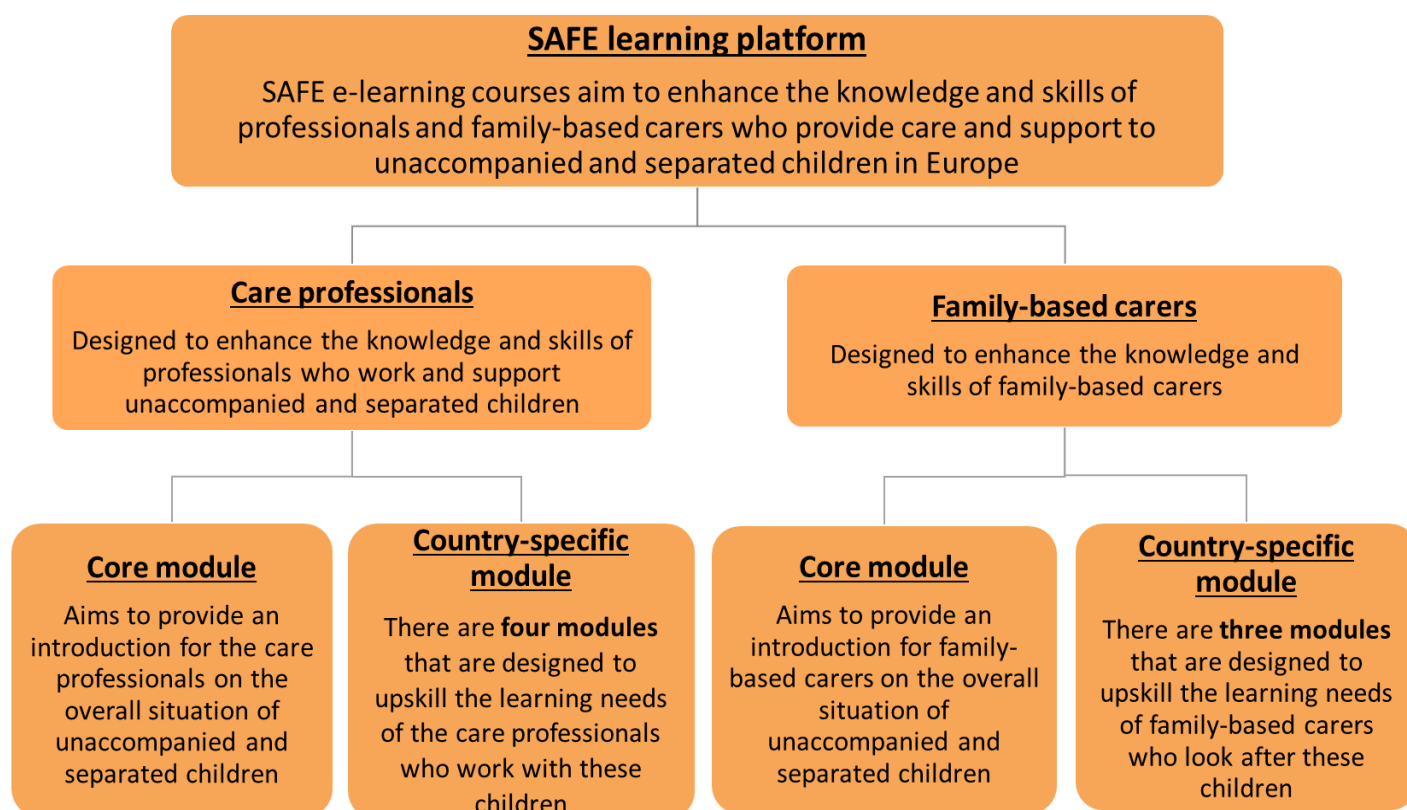 SAFE learning platform
SAFE e-learning courses aim to enhance the knowledge and skills of
professionals and family-based carers who provide care and support to
unaccompanied and separated children in Europe
Care professionals
Designed to enhance the knowledge and skills of
professionals who work and support
unaccompanied and separated children
Family-based carers
Designed to enhance the knowledge and
skills of family-based carers
Core module
Aims to provide an
introduction for the care
professionals on the
overall situation of
unaccompanied and
separated children
Country-specific
module
There are four modules
that are designed to
upskill the learning needs
of the care professionals
who work with these
children
Core module
Aims to provide an
introduction for family-
based carers on the overall
situation of
unaccompanied and
separated children
Country-specific
module
There are three modules
that are designed to
upskill the learning needs
of family-based carers
who look after these
children